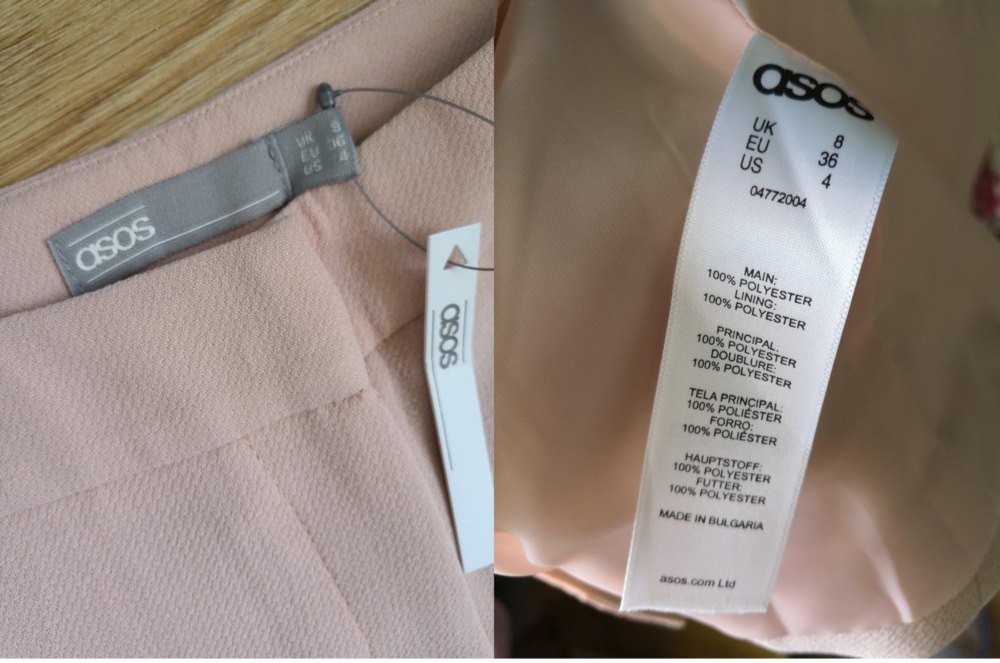 asos
UK 8
EU 36
US 4
asos
asos
UK 8
EU 36
US 4
04772004
MAIN:
100% POLYESTER
LINING:
100% POLYESTER
PRINCIPAL:
100% POLYESTER
DOUBLURE:
100% POLYESTER
TELA PRINCIPAL:
100% POLIÉSTER
FORRO:
100% POLIÉSTER
HAUPTSTOFF:
100% POLYESTER
FUTTER:
100% POLYESTER
MADE IN BULGARIA
asos.com Ltd